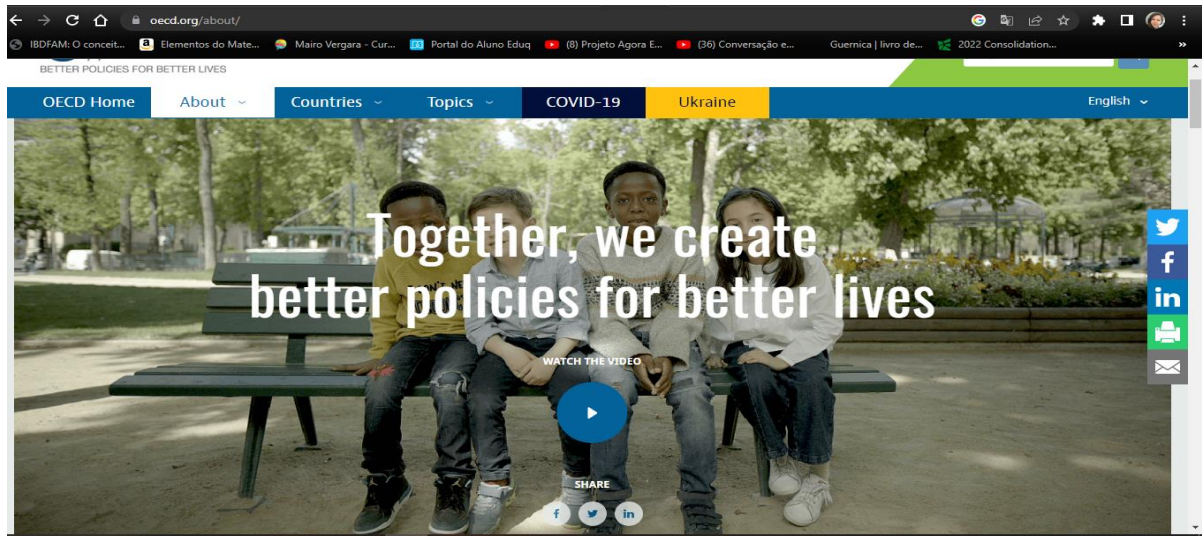 oecd.org/about/
IBDFAM: O conceit... Elementos do Mate... Mairo Vergara - Cur... Portal do Aluno Eduq (8) Projeto Agora E... (36) Conversação e... Guernica | livro de... 2022 Consolidation... »
BETTER POLICIES FOR BETTER LIVES
OECD Home About Countries Topics COVID-19 Ukraine English
Together, we create
better policies for better lives
WATCH THE VIDEO
SHARE